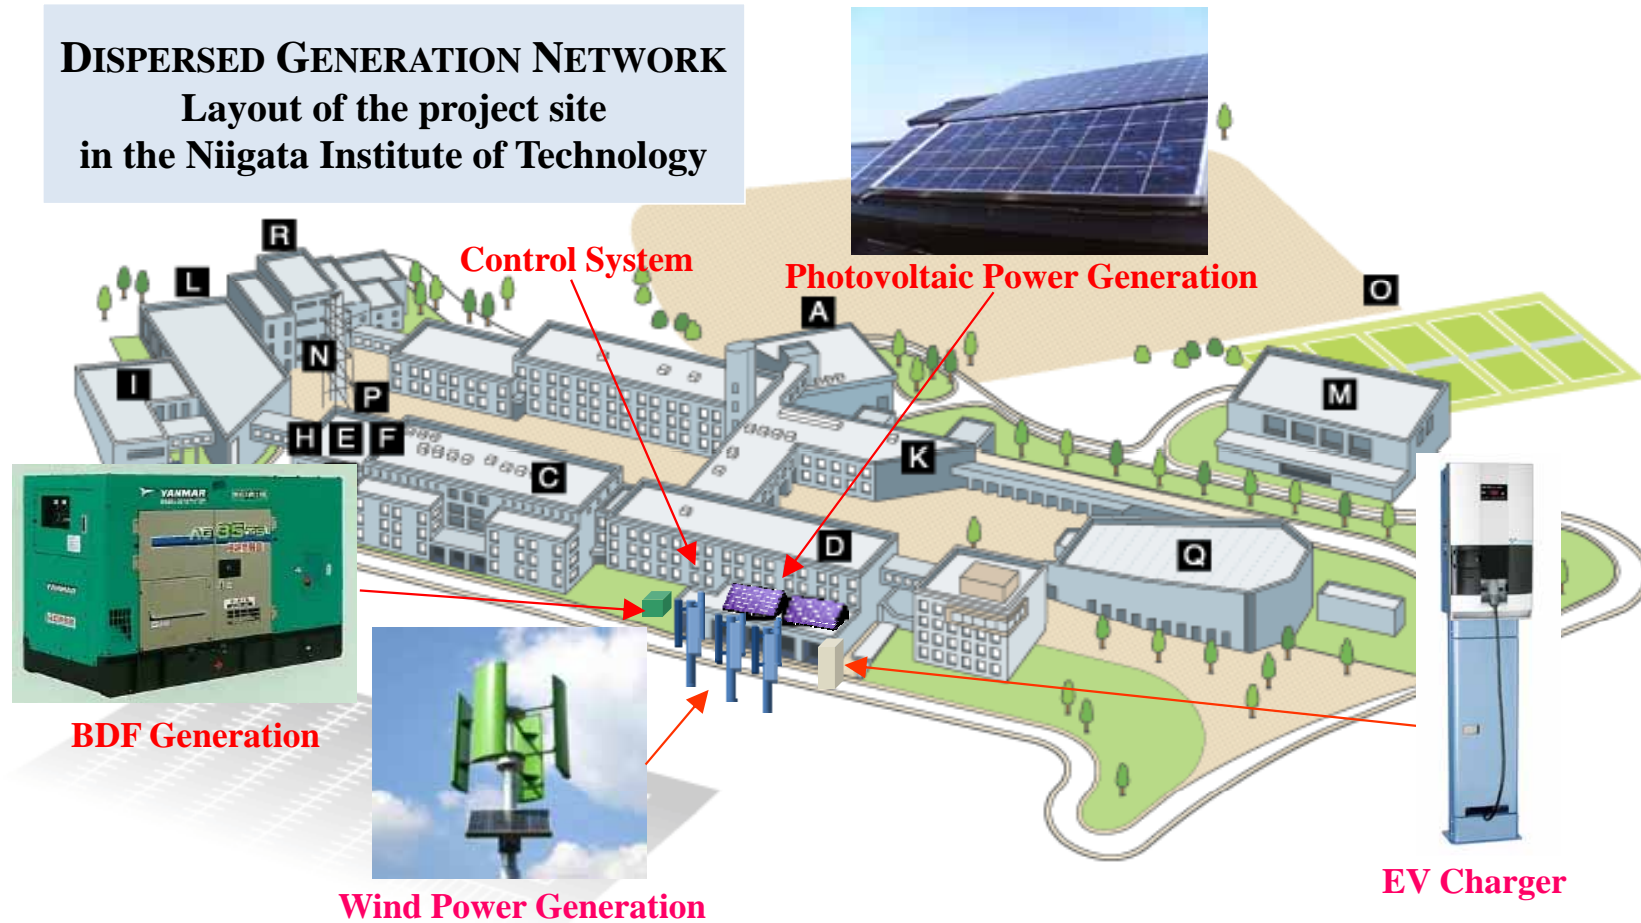 DISPERSED GENERATION NETWORK
Layout of the project site
in the Niigata Institute of Technology
R
Control System
Photovoltaic Power Generation
L
O
A
N
I
P
M
H E F
K
C
YANMAR
D
Q
YANMAR
BDF Generation
EV Charger
Wind Power Generation